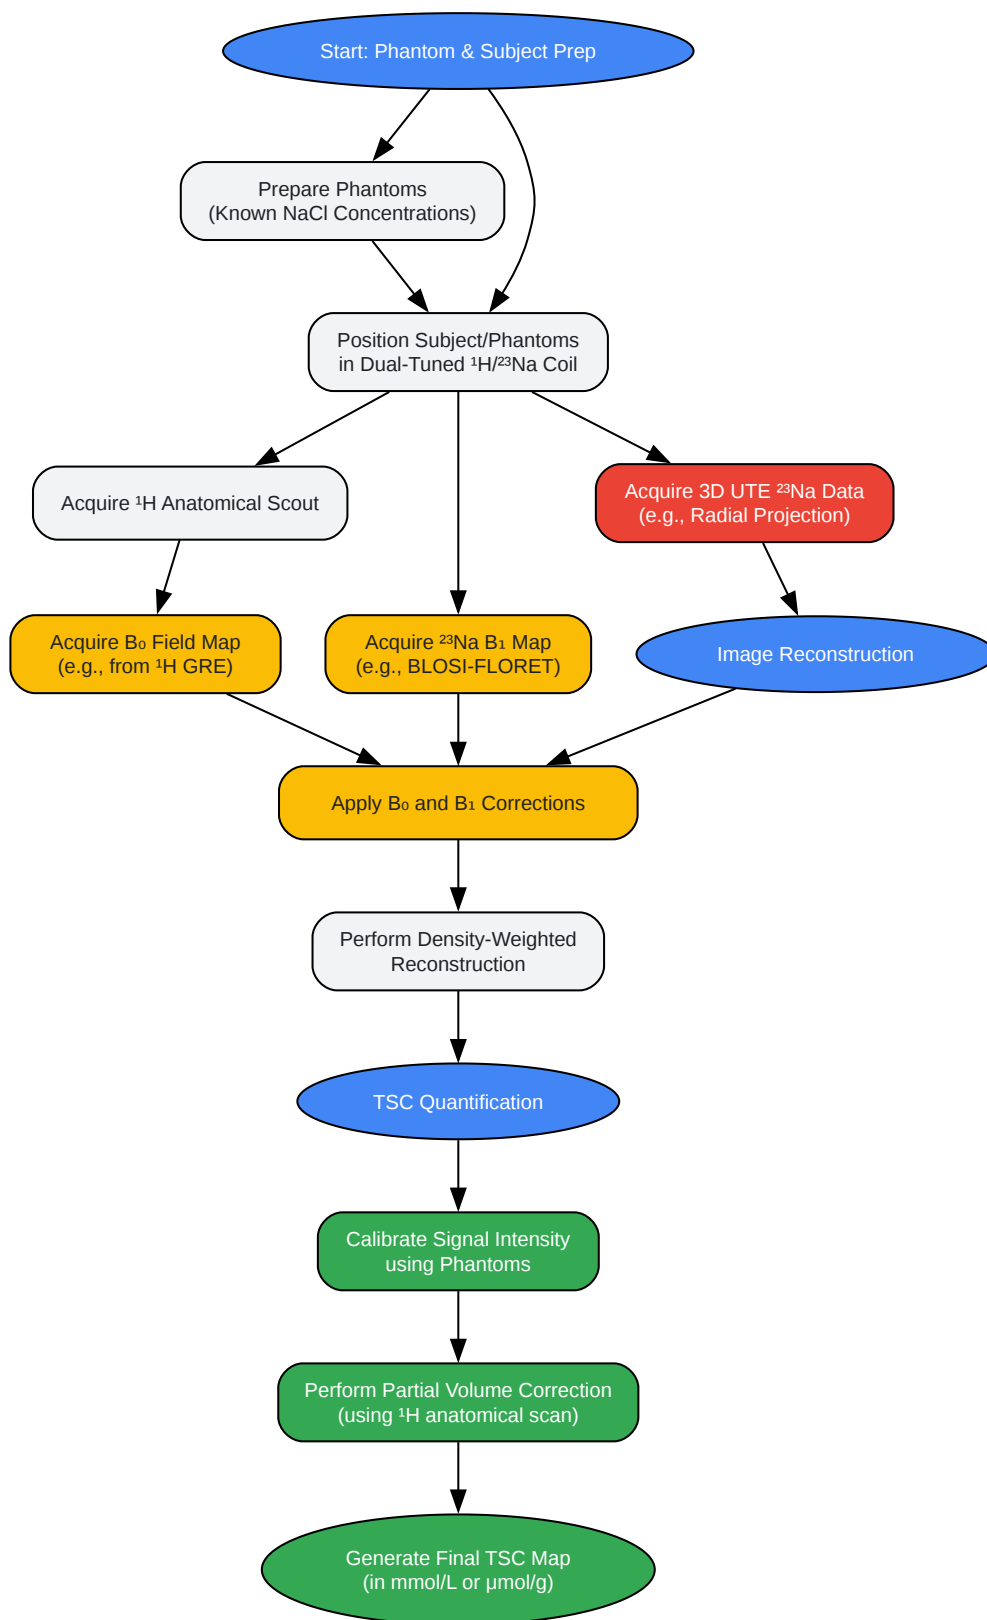 Start: Phantom & Subject Prep
Prepare Phantoms
(Known NaCl Concentrations)
Position Subject/Phantoms
in Dual-Tuned ¹H/²³Na Coil
Acquire ¹H Anatomical Scout
Acquire 3D UTE ²³Na Data
(e.g., Radial Projection)
Acquire B₀ Field Map
(e.g., from ¹H GRE)
Acquire ²³Na B₁ Map
(e.g., BLOSI-FLORET)
Image Reconstruction
Apply B₀ and B₁ Corrections
Perform Density-Weighted
Reconstruction
TSC Quantification
Calibrate Signal Intensity
using Phantoms
Perform Partial Volume Correction
(using ¹H anatomical scan)
Generate Final TSC Map
(in mmol/L or μmol/g)